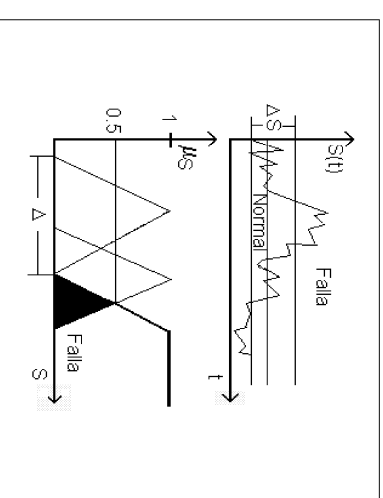 S(t)
ΔS
Normal
Falla
t
μs
1
0.5
Δ
Falla
S